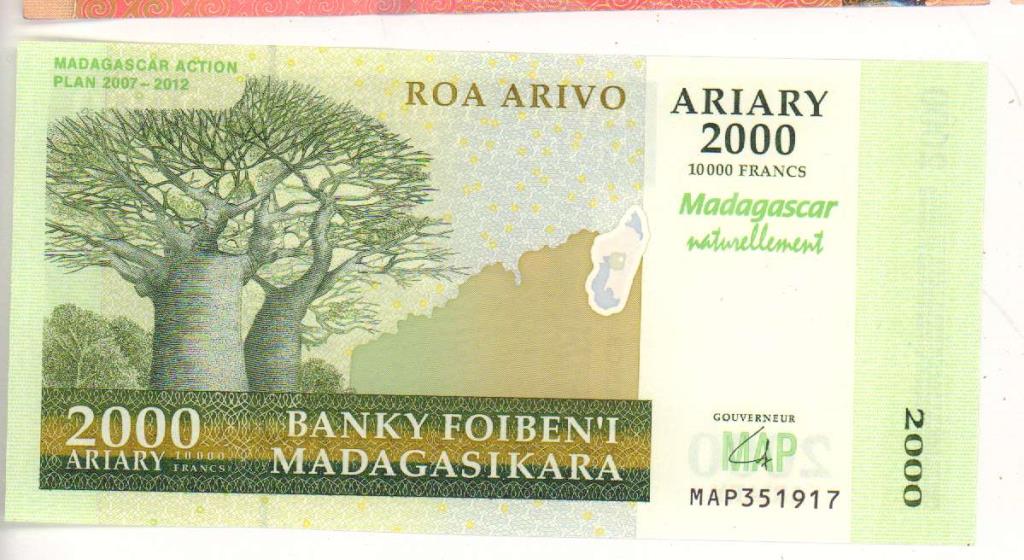 MADAGASCAR ACTION
PLAN 2007-2012
ROA ARIVO
ARIARY
2000
10000 FRANCS
Madagascar
naturellement
2000
ARIARY 10000 FRANCS
BANKY FOIBEN'I
MADAGASIKARA
GOUVERNEUR
MAP
MAP351917
2000